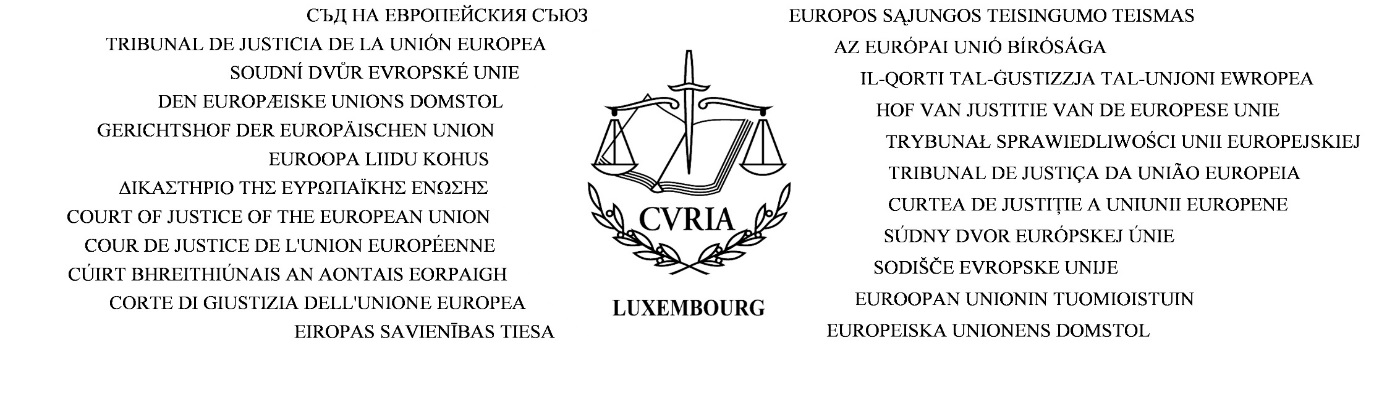 СЪД НА ЕВРОПЕЙСКИЯ СЪЮЗ
TRIBUNAL DE JUSTICIA DE LA UNIÓN EUROPEA
SOUDNÍ DVŮR EVROPSKÉ UNIE
DEN EUROPÆISKE UNIONS DOMSTOL
GERICHTSHOF DER EUROPÄISCHEN UNION
EUROOPA LIIDU KOHUS
ΔΙΚΑΣΤΗΡΙΟ ΤΗΣ ΕΥΡΩΠΑΪΚΗΣ ΕΝΩΣΗΣ
COURT OF JUSTICE OF THE EUROPEAN UNION
COUR DE JUSTICE DE L'UNION EUROPÉENNE
CÚIRT BHREITHIÚNAIS AN AONTAIS EORPAIGH
CORTE DI GIUSTIZIA DELL'UNIONE EUROPEA
EIROPAS SAVIENĪBAS TIESA
CVRIA
LUXEMBOURG
EUROPOS SĄJUNGOS TEISINGUMO TEISMAS
AZ EURÓPAI UNIÓ BÍRÓSÁGA
IL-QORTI TAL-ĠUSTIZZJA TAL-UNJONI EWROPEA
HOF VAN JUSTITIE VAN DE EUROPESE UNIE
TRYBUNAŁ SPRAWIEDLIWOŚCI UNII EUROPEJSKIEJ
TRIBUNAL DE JUSTIÇA DA UNIÃO EUROPEIA
CURTEA DE JUSTIȚIE A UNIUNII EUROPENE
SÚDNY DVOR EURÓPSKEJ ÚNIE
SODIŠČE EVROPSKE UNIJE
EUROOPAN UNIONIN TUOMIOISTUIN
EUROPEISKA UNIONENS DOMSTOL